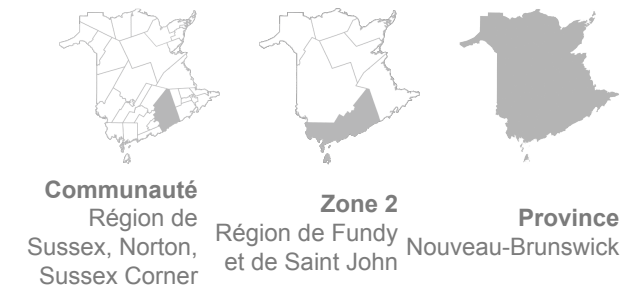 Communauté
Région de
Sussex, Norton,
Sussex Corner
Zone 2
Région de Fundy
et de Saint John
Province
Nouveau-Brunswick